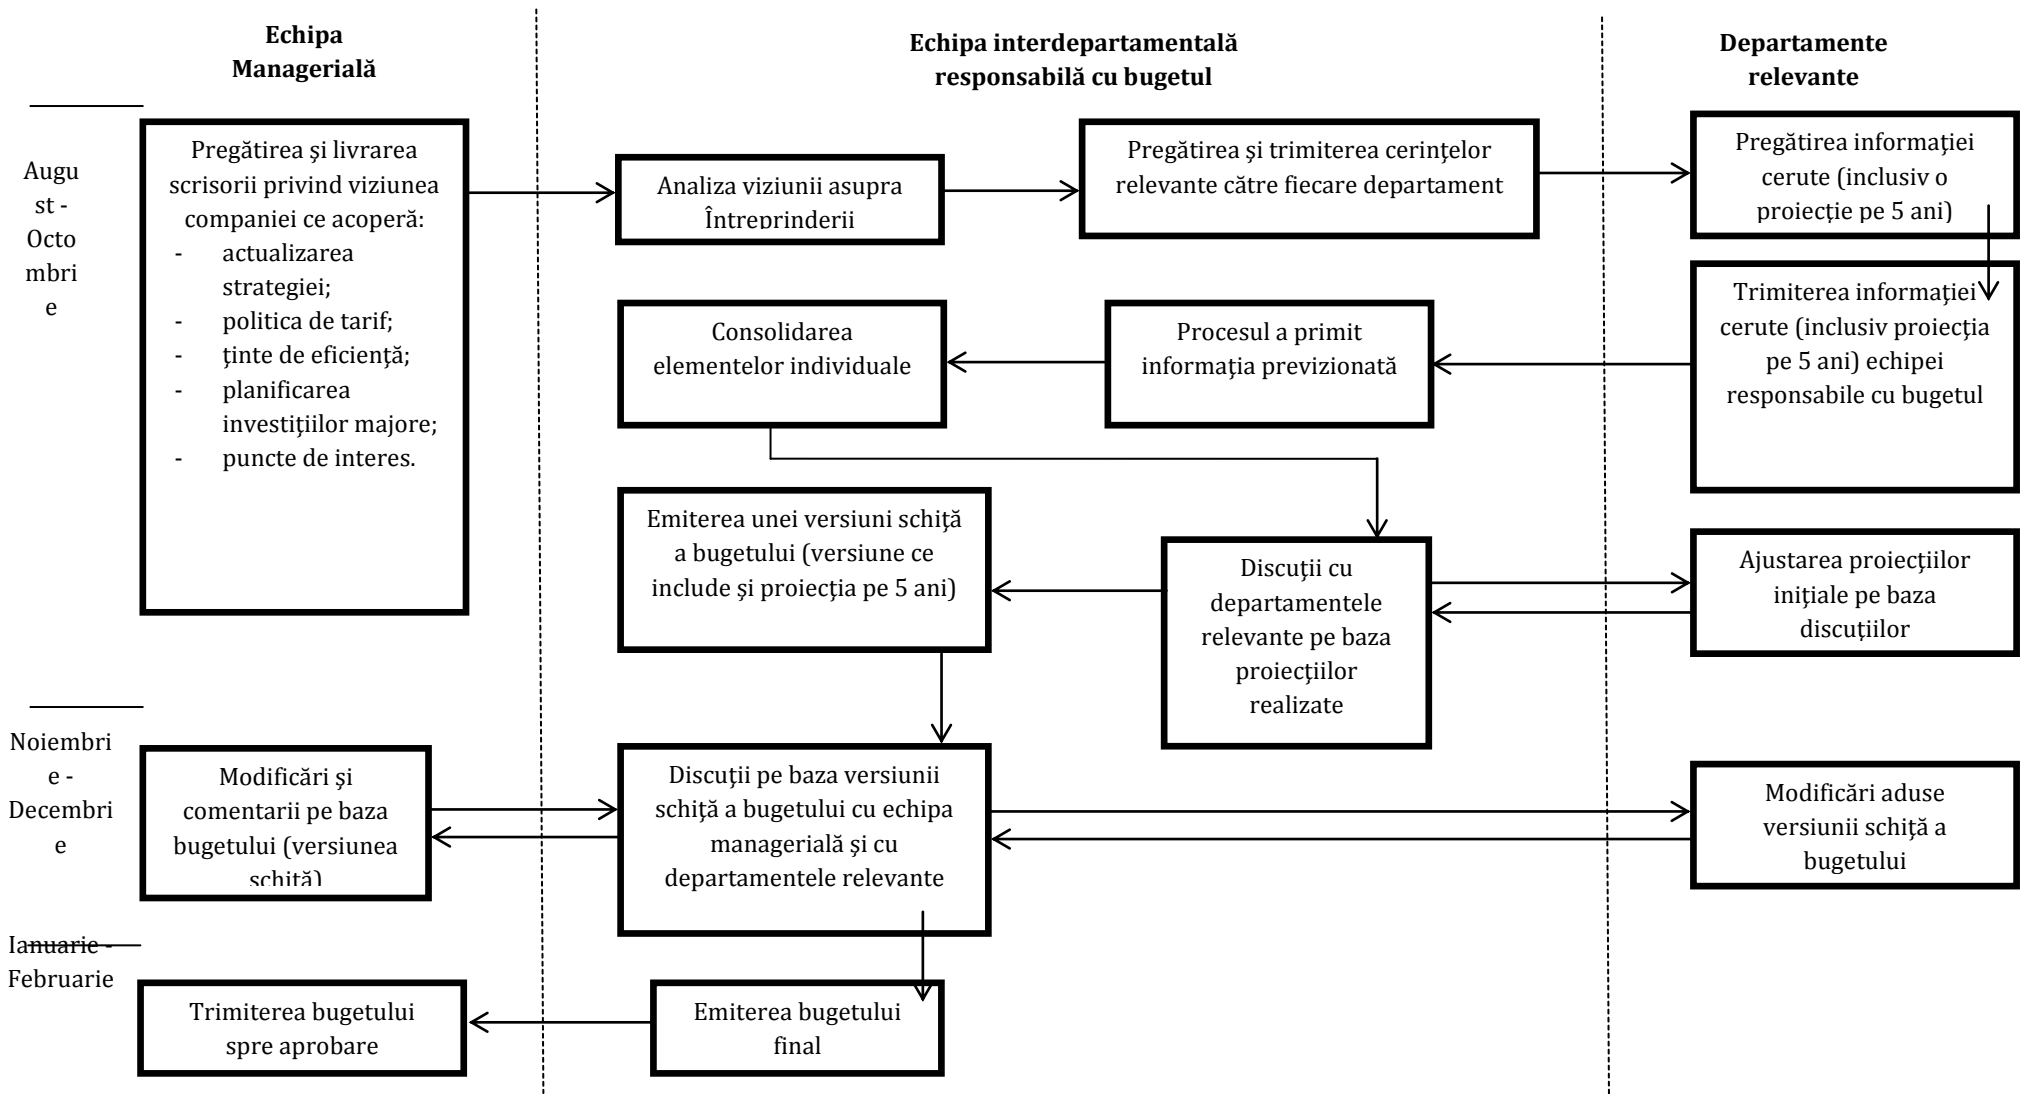 Echipa
Managerială
Echipa interdepartamentală
responsabilă cu bugetul
Departamente
relevante
Augu
st -
Octo
mbri
e
Pregătirea şi livrarea
scrisorii privind viziunea
companiei ce acoperă:
- actualizarea
strategiei;
- politica de tarif;
- ţinte de eficienţă;
- planificarea
investiţiilor majore;
- puncte de interes.
Analiza viziunii asupra
Întreprinderii
Pregătirea şi trimiterea cerinţelor
relevante către fiecare departament
Pregătirea informaţiei
cerute (inclusiv o
proiecţie pe 5 ani)
Consolidarea
elementelor individuale
Procesul a primit
informaţia previzionată
Trimiterea informaţiei
cerute (inclusiv proiecţia
pe 5 ani) echipei
responsabile cu bugetul
Emiterea unei versiuni schiţă
a bugetului (versiune ce
include şi proiecţia pe 5 ani)
Discuţii cu
departamentele
relevante pe baza
proiecţiilor
realizate
Ajustarea proiecţiilor
iniţiale pe baza
discuţiilor
Noiembri
e -
Decembri
e
Modificări şi
comentarii pe baza
bugetului (versiunea
schiţă)
Discuţii pe baza versiunii
schiţă a bugetului cu echipa
managerială şi cu
departamentele relevante
Modificări aduse
versiunii schiţă a
bugetului
Ianuarie -
Februarie
Trimiterea bugetului
spre aprobare
Emiterea bugetului
final